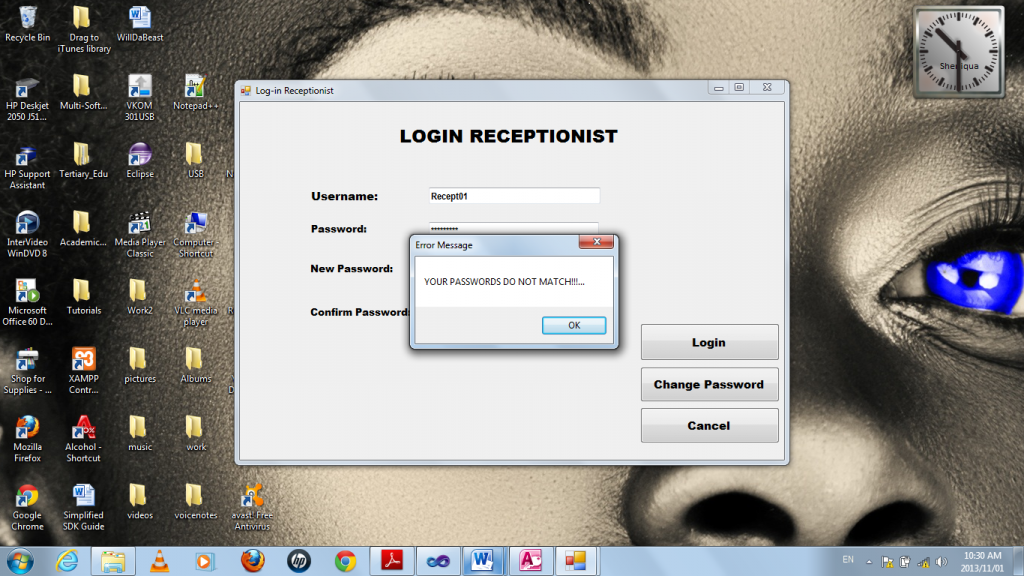 Recycle Bin
Drag to
iTunes library
WillDaBeast
HP Deskjet
2050 J51...
Multi-Soft...
VKOM
301USB
Notepad++
HP Support
Assistant
Tertiary_Edu
Eclipse
USB
N
InterVideo
WinDVD 8
Academic...
Media Player
Classic
Computer -
Shortcut
Microsoft
Office 60 D...
Tutorials
Work2
VLC media
player
R
Shop for
Supplies - ...
XAMPP
Contr...
pictures
Albums
D
Mozilla
Firefox
Alcohol -
Shortcut
music
work
Google
Chrome
Simplified
SDK Guide
videos
voicenotes
avast! Free
Antivirus
Log-in Receptionist
LOGIN RECEPTIONIST
Username:
Recept01
Password:
*********
New Password:
Confirm Password:
Error Message
YOUR PASSWORDS DO NOT MATCH!!!...
OK
Login
Change Password
Cancel
EN
10:30 AM
2013/11/01